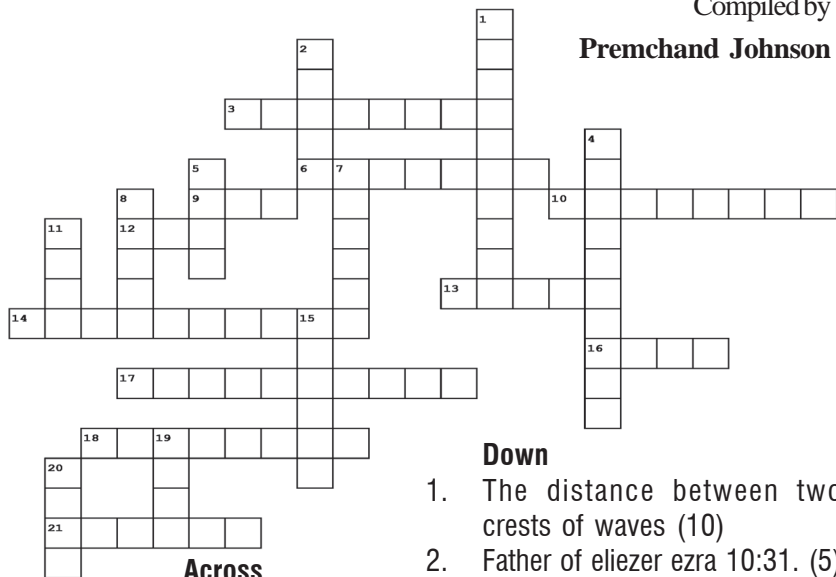 Compiled by
Premchand Johnson
1
2
3
4
5
6 7
8 9 10
11 12
13
14 15
16
17
18 19
20
21
Across
Down
1. The distance between two
crests of waves (10)
2. Father of eliezer ezra 10:31. (5)